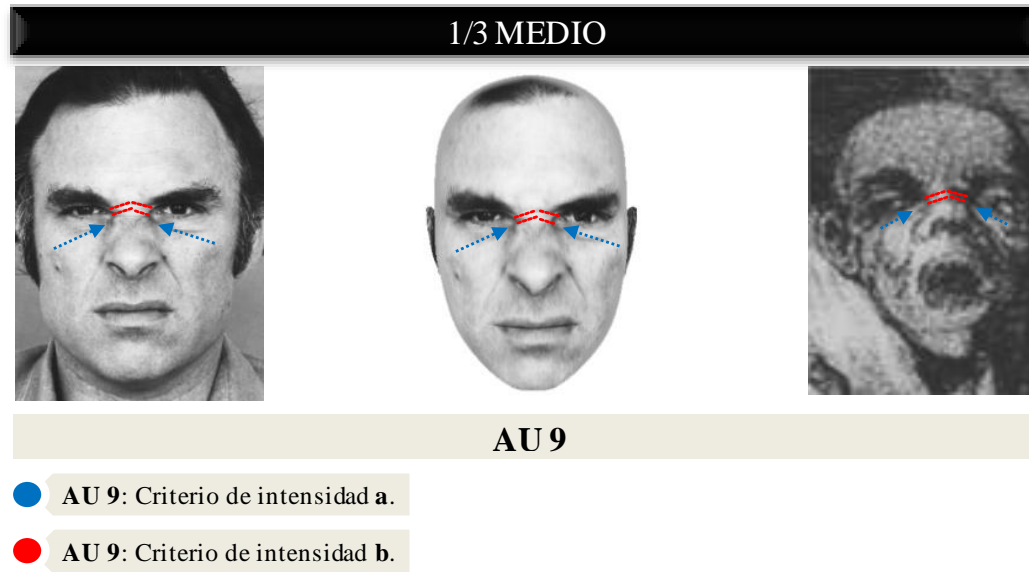 1/3 MEDIO
AU 9
AU 9: Criterio de intensidad a.
AU 9: Criterio de intensidad b.